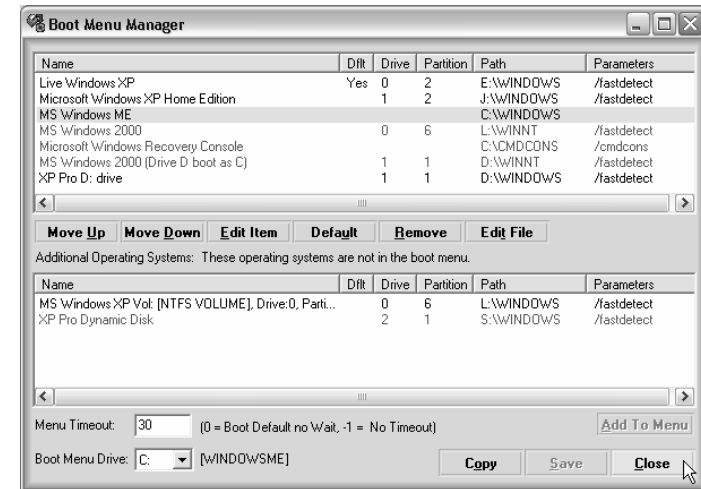 Boot Menu Manager
Name Dflt Drive Partition Path Parameters
Live Windows XP Yes 0 2 E:\WINDOWS /fastdetect
Microsoft Windows XP Home Edition 1 2 J:\WINDOWS /fastdetect
MS Windows ME C:\WINDOWS
MS Windows 2000 0 6 L:\WINNT /fastdetect
Microsoft Windows Recovery Console C:\CMDCONS /cmdcons
MS Windows 2000 (Drive D boot as C) 1 1 D:\WINNT /fastdetect
XP Pro D: drive 1 1 D:\WINDOWS /fastdetect
Move Up Move Down Edit Item Default Remove Edit File
Additional Operating Systems: These operating systems are not in the boot menu.
Name Dflt Drive Partition Path Parameters
MS Windows XP Vol: [NTFS VOLUME], Drive:0, Parti... 0 6 L:\WINDOWS /fastdetect
XP Pro Dynamic Disk 2 1 S:\WINDOWS /fastdetect
Menu Timeout: 30 (0 = Boot Default no Wait, -1 = No Timeout) Add To Menu
Boot Menu Drive: C: [WINDOWSME] Copy Save Close